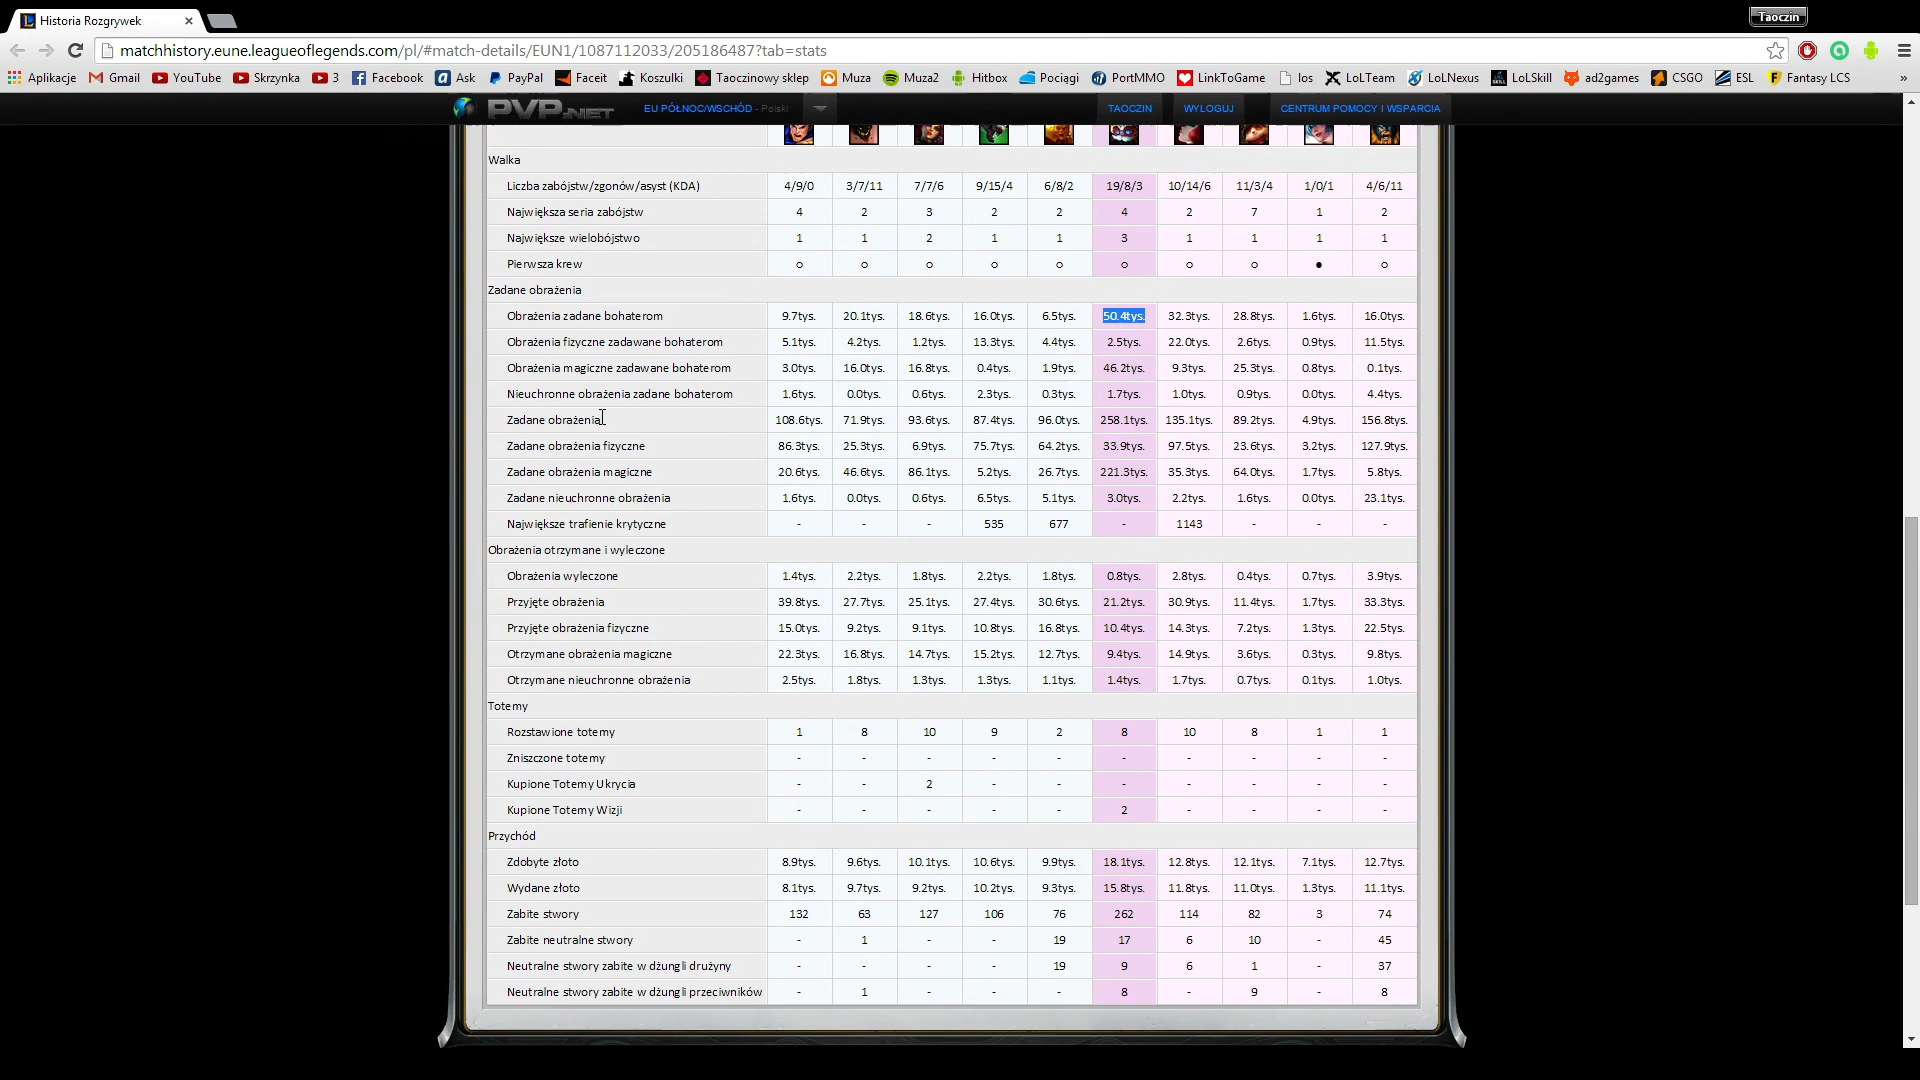 Historia Rozgrywek
Taoczin
matchhistory.eune.leagueoflegends.com/pl/#match-details/EUN1/1087112033/205186487?tab=stats
Aplikacje Gmail YouTube Skrzynka 3 Facebook Ask PayPal Faceit Koszulki Taoczinowy sklep Muza Muza2 Hitbox Pociągi PortMMO LinkToGame los LoLTeam LoLNexus LoLSkill ad2games CSGO ESL Fantasy LCS »
PVP.NET EU PÓŁNOC/WSCHÓD - Polski TAOCZIN WYLOGUJ CENTRUM POMOCY I WSPARCIA
Walka
Liczba zabójstw/zgonów/asyst (KDA) 4/9/0 3/7/11 7/7/6 9/15/4 6/8/2 19/8/3 10/14/6 11/3/4 1/0/1 4/6/11
Największa seria zabójstw 4 2 3 2 2 4 2 7 1 2
Największe wielobójstwo 1 1 2 1 1 3 1 1 1 1
Pierwsza krew ○ ○ ○ ○ ○ ○ ○ ○ ● ○
Zadane obrażenia
Obrażenia zadane bohaterom 9.7tys. 20.1tys. 18.6tys. 16.0tys. 6.5tys. 50.4tys. 32.3tys. 28.8tys. 1.6tys. 16.0tys.
Obrażenia fizyczne zadawane bohaterom 5.1tys. 4.2tys. 1.2tys. 13.3tys. 4.4tys. 2.5tys. 22.0tys. 2.6tys. 0.9tys. 11.5tys.
Obrażenia magiczne zadawane bohaterom 3.0tys. 16.0tys. 16.8tys. 0.4tys. 1.9tys. 46.2tys. 9.3tys. 25.3tys. 0.8tys. 0.1tys.
Nieuchronne obrażenia zadane bohaterom 1.6tys. 0.0tys. 0.6tys. 2.3tys. 0.3tys. 1.7tys. 1.0tys. 0.9tys. 0.0tys. 4.4tys.
Zadane obrażenia 108.6tys. 71.9tys. 93.6tys. 87.4tys. 96.0tys. 258.1tys. 135.1tys. 89.2tys. 4.9tys. 156.8tys.
Zadane obrażenia fizyczne 86.3tys. 25.3tys. 6.9tys. 75.7tys. 64.2tys. 33.9tys. 97.5tys. 23.6tys. 3.2tys. 127.9tys.
Zadane obrażenia magiczne 20.6tys. 46.6tys. 86.1tys. 5.2tys. 26.7tys. 221.3tys. 35.3tys. 64.0tys. 1.7tys. 5.8tys.
Zadane nieuchronne obrażenia 1.6tys. 0.0tys. 0.6tys. 6.5tys. 5.1tys. 3.0tys. 2.2tys. 1.6tys. 0.0tys. 23.1tys.
Największe trafienie krytyczne - - - 535 677 - 1143 - - -
Obrażenia otrzymane i wyleczone
Obrażenia wyleczone 1.4tys. 2.2tys. 1.8tys. 2.2tys. 1.8tys. 0.8tys. 2.8tys. 0.4tys. 0.7tys. 3.9tys.
Przyjęte obrażenia 39.8tys. 27.7tys. 25.1tys. 27.4tys. 30.6tys. 21.2tys. 30.9tys. 11.4tys. 1.7tys. 33.3tys.
Przyjęte obrażenia fizyczne 15.0tys. 9.2tys. 9.1tys. 10.8tys. 16.8tys. 10.4tys. 14.3tys. 7.2tys. 1.3tys. 22.5tys.
Otrzymane obrażenia magiczne 22.3tys. 16.8tys. 14.7tys. 15.2tys. 12.7tys. 9.4tys. 14.9tys. 3.6tys. 0.3tys. 9.8tys.
Otrzymane nieuchronne obrażenia 2.5tys. 1.8tys. 1.3tys. 1.3tys. 1.1tys. 1.4tys. 1.7tys. 0.7tys. 0.1tys. 1.0tys.
Totemy
Rozstawione totemy 1 8 10 9 2 8 10 8 1 1
Zniszczone totemy - - - - - - - - - -
Kupione Totemy Ukrycia - - 2 - - - - - - -
Kupione Totemy Wizji - - - - - 2 - - - -
Przychód
Zdobyte złoto 8.9tys. 9.6tys. 10.1tys. 10.6tys. 9.9tys. 18.1tys. 12.8tys. 12.1tys. 7.1tys. 12.7tys.
Wydane złoto 8.1tys. 9.7tys. 9.2tys. 10.2tys. 9.3tys. 15.8tys. 11.8tys. 11.0tys. 1.3tys. 11.1tys.
Zabite stwory 132 63 127 106 76 262 114 82 3 74
Zabite neutralne stwory - 1 - - 19 17 6 10 - 45
Neutralne stwory zabite w dżungli drużyny - - - - 19 9 6 1 - 37
Neutralne stwory zabite w dżungli przeciwników - 1 - - - 8 - 9 - 8